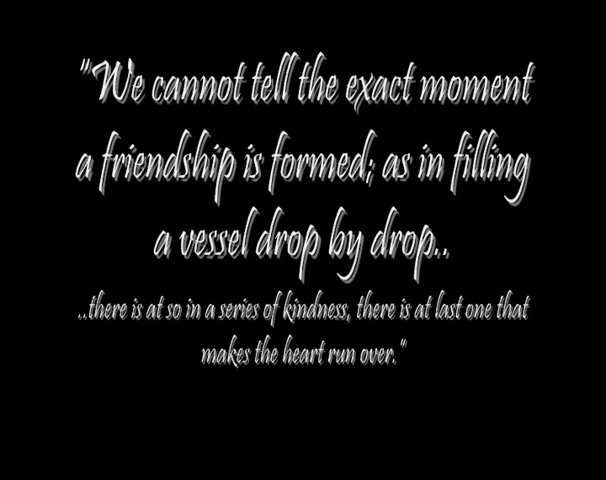 "We cannot tell the exact moment
a friendship is formed; as in filling
a vessel drop by drop..
..there is at so in a series of kindness, there is at last one that
makes the heart run over."